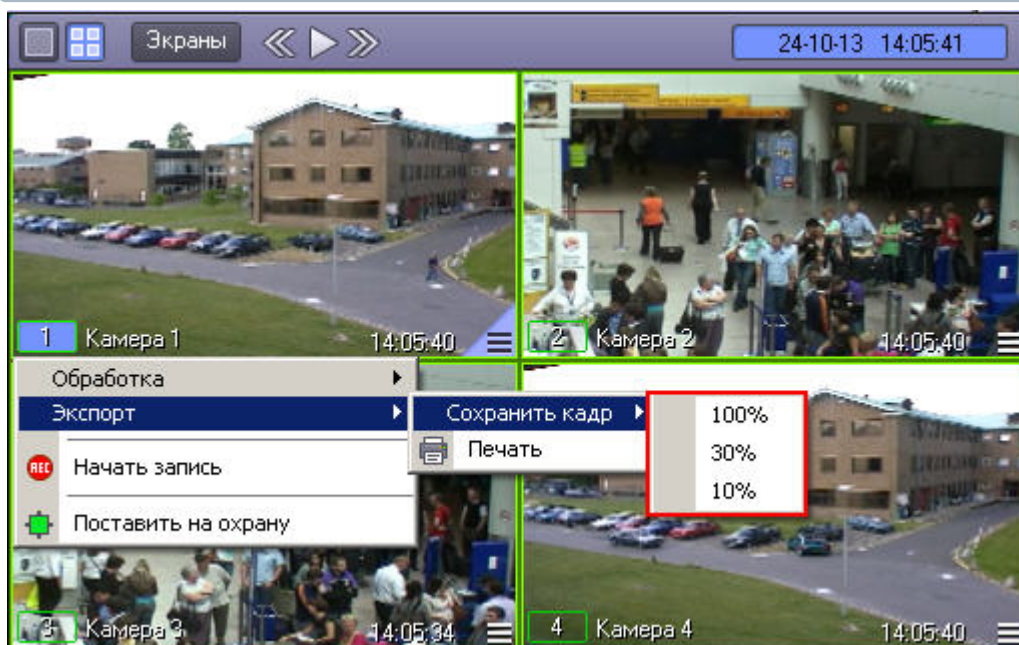 Экраны
24-10-13 14:05:41
1 Камера 1 14:05:40
2 Камера 2 14:05:40
Обработка
Экспорт
Сохранить кадр
100%
Печать
30%
10%
REC
Начать запись
Поставить на охрану
3 Камера 3 14:05:34
4 Камера 4 14:05:40